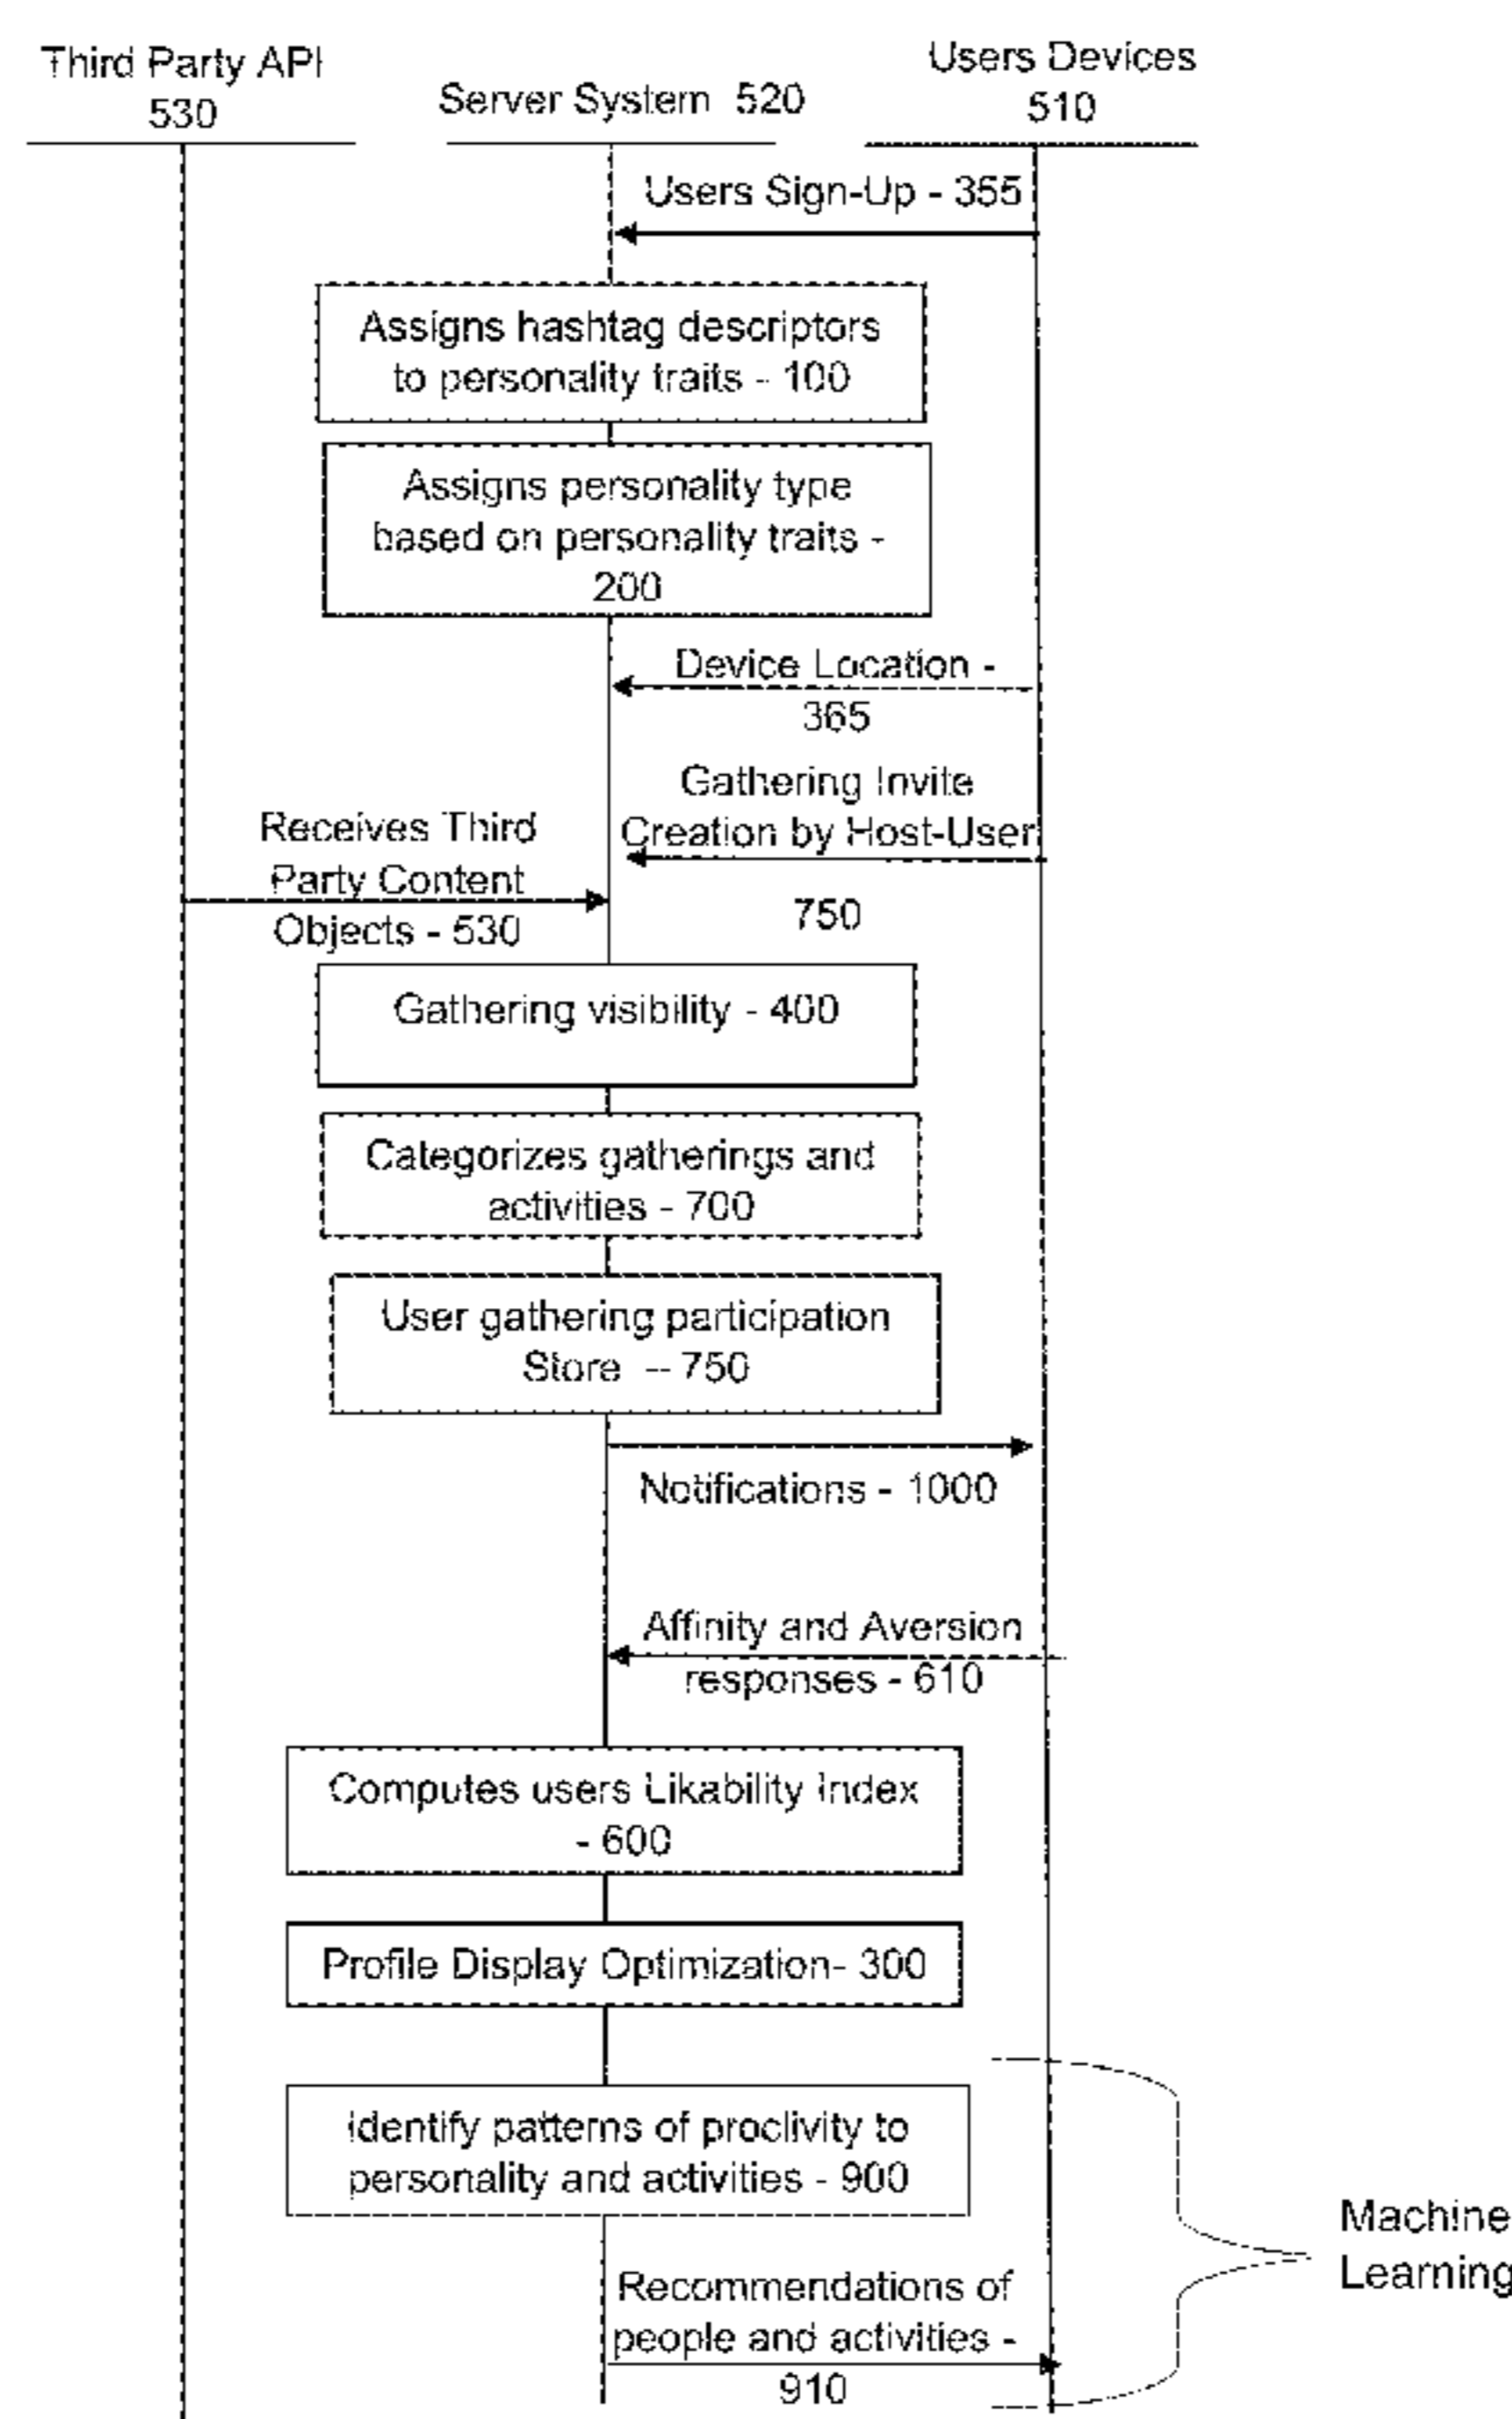 Third Party API
530
Server System 520
Users Devices
510
Users Sign-Up - 355
Assigns hashtag descriptors
to personality traits - 100
Assigns personality type
based on personality traits -
200
Device Location -
365
Gathering Invite
Creation by Host-User
750
Receives Third
Party Content
Objects - 530
Gathering visibility - 400
Categorizes gatherings and
activities - 700
User gathering participation
Store -- 750
Notifications - 1000
Affinity and Aversion
responses - 610
Computes users Likability Index
- 600
Profile Display Optimization- 300
Identify patterns of proclivity to
personality and activities - 900
Machine
Learning
Recommendations of
people and activities -
910